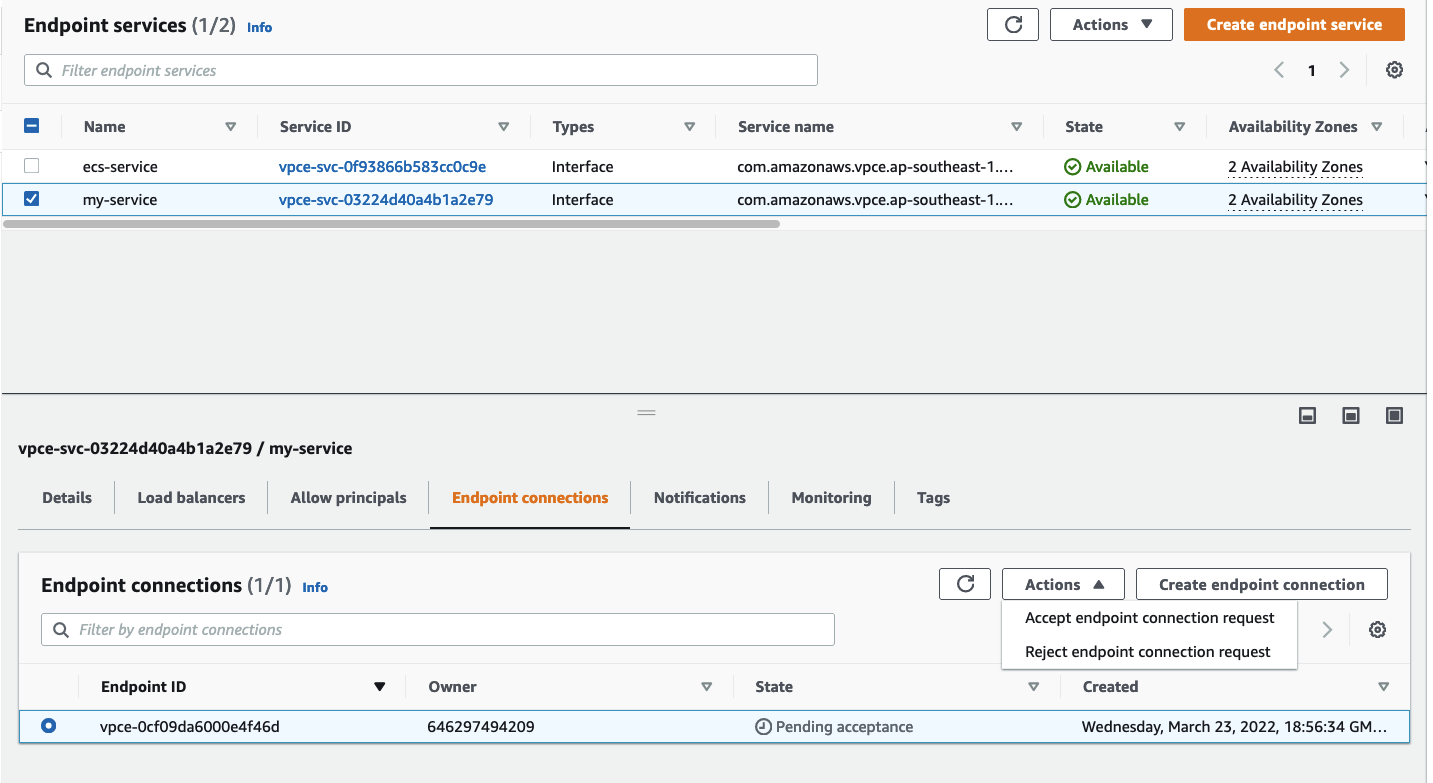 Endpoint services (1/2) Info Actions Create endpoint service
Filter endpoint services 1
Name Service ID Types Service name State Availability Zones
ecs-service vpce-svc-0f93866b583cc0c9e Interface com.amazonaws.vpce.ap-southeast-1.... Available 2 Availability Zones
my-service vpce-svc-03224d40a4b1a2e79 Interface com.amazonaws.vpce.ap-southeast-1.... Available 2 Availability Zones
vpce-svc-03224d40a4b1a2e79 / my-service
Details Load balancers Allow principals Endpoint connections Notifications Monitoring Tags
Endpoint connections (1/1) Info Actions Create endpoint connection
Filter by endpoint connections
Accept endpoint connection request
Reject endpoint connection request
Endpoint ID Owner State Created
vpce-0cf09da6000e4f46d 646297494209 Pending acceptance Wednesday, March 23, 2022, 18:56:34 GM...